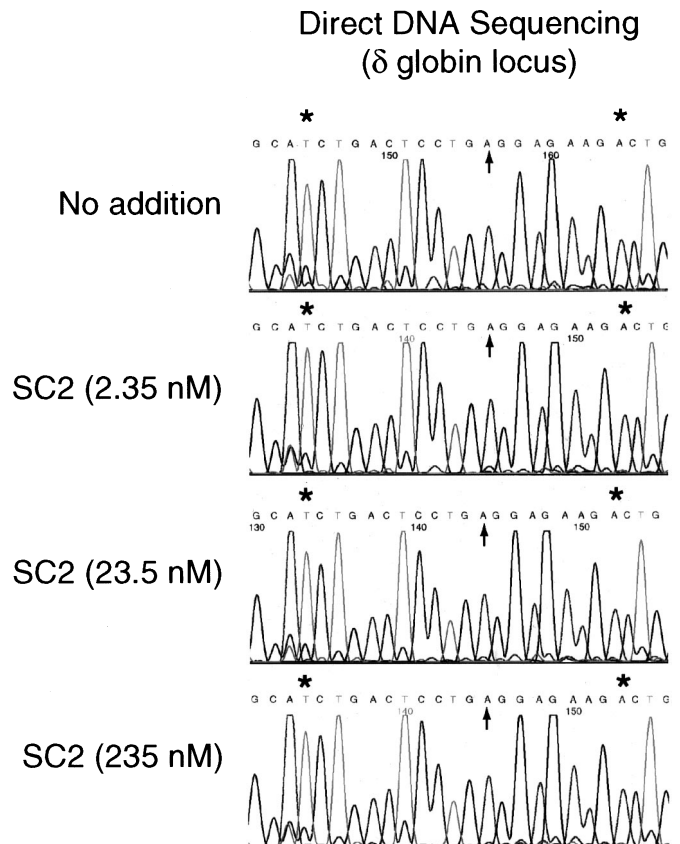 Direct DNA Sequencing
(δ globin locus)
* *
G C A T C T G A C T C C T G A G G A G A A G A C T G
150 160
No addition
* *
G C A T C T G A C T C C T G A G G A G A A G A C T G
140 150
SC2 (2.35 nM)
* *
G C A T C T G A C T C C T G A G G A G A A G A C T G
130 140 150
SC2 (23.5 nM)
* *
G C A T C T G A C T C C T G A G G A G A A G A C T G
140 150
SC2 (235 nM)